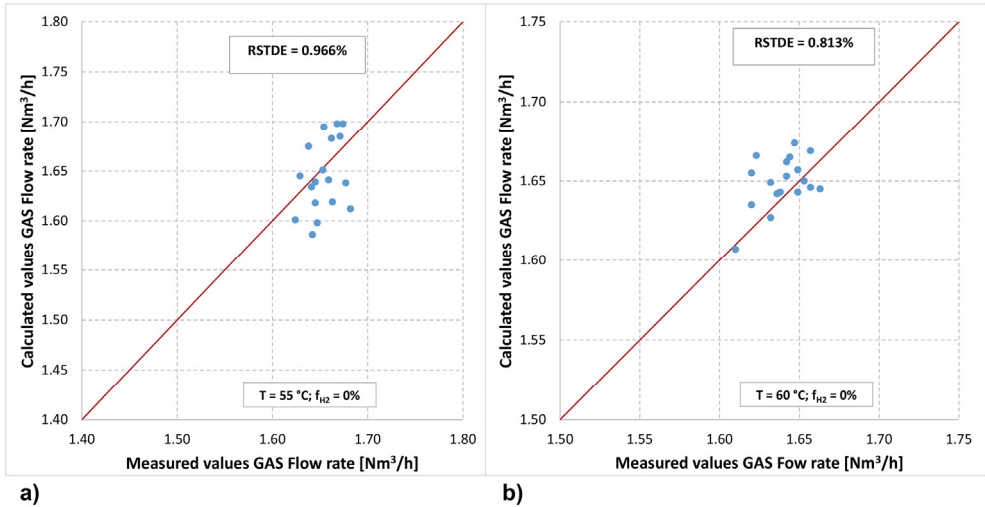 RSTDE = 0.966%
Calculated values GAS Flow rate [Nm³/h]
1.80
1.75
1.70
1.65
1.60
1.55
1.50
1.45
1.40
T = 55 °C; fH2 = 0%
1.40
1.50
1.60
1.70
1.80
Measured values GAS Flow rate [Nm³/h]
a)
RSTDE = 0.813%
Calculated values GAS Flow rate [Nm³/h]
1.75
1.70
1.65
1.60
1.55
1.50
T = 60 °C; fH2 = 0%
1.50
1.55
1.60
1.65
1.70
1.75
Measured values GAS Fow rate [Nm³/h]
b)